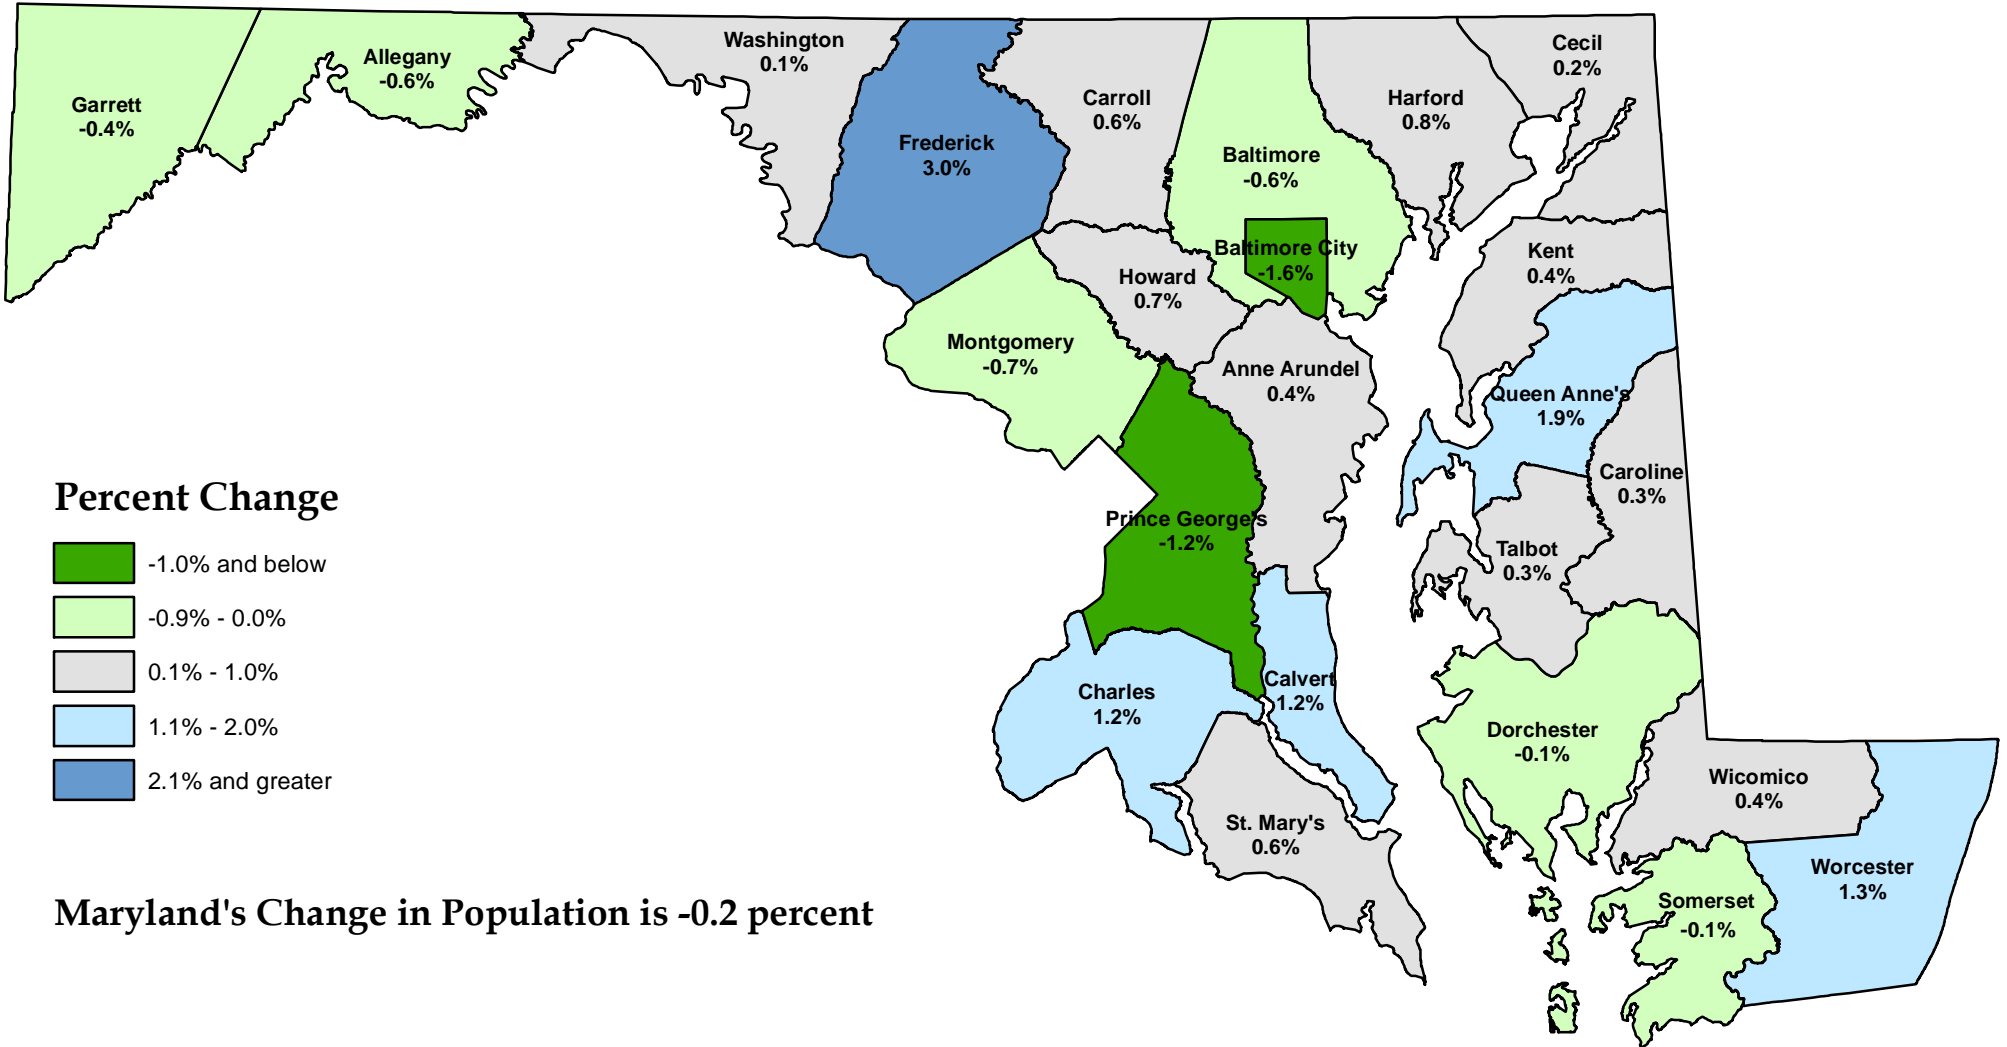 Garrett
-0.4%
Allegany
-0.6%
Washington
0.1%
Frederick
3.0%
Carroll
0.6%
Baltimore
-0.6%
Baltimore City
-1.6%
Harford
0.8%
Cecil
0.2%
Kent
0.4%
Howard
0.7%
Montgomery
-0.7%
Anne Arundel
0.4%
Queen Anne's
1.9%
Caroline
0.3%
Talbot
0.3%
Prince George's
-1.2%
Charles
1.2%
Calvert
1.2%
St. Mary's
0.6%
Dorchester
-0.1%
Wicomico
0.4%
Worcester
1.3%
Somerset
-0.1%
Percent Change
-1.0% and below
-0.9% - 0.0%
0.1% - 1.0%
1.1% - 2.0%
2.1% and greater
Maryland's Change in Population is -0.2 percent